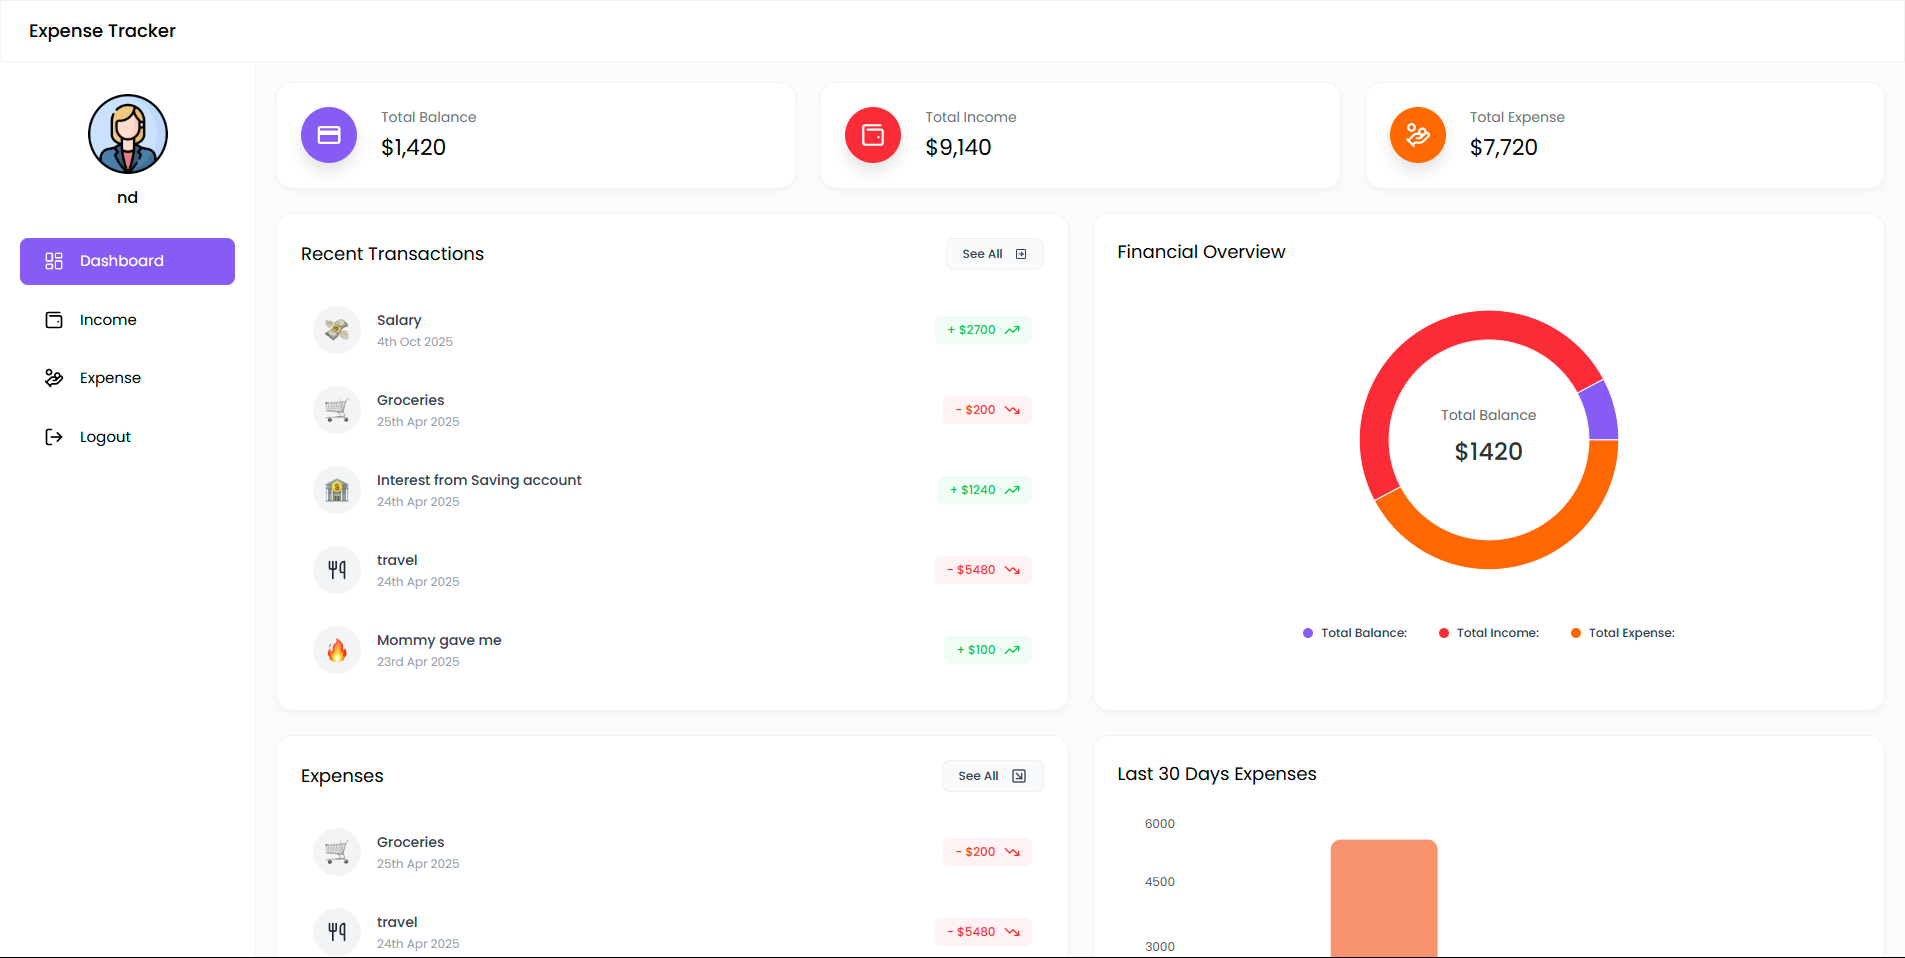 Expense Tracker
nd
Dashboard
Income
Expense
Logout
Total Balance
$1,420
Total Income
$9,140
Total Expense
$7,720
Recent Transactions
See All
Salary
4th Oct 2025
+ $2700
Groceries
25th Apr 2025
- $200
Interest from Saving account
24th Apr 2025
+ $1240
travel
24th Apr 2025
- $5480
Mommy gave me
23rd Apr 2025
+ $100
Financial Overview
Total Balance
$1420
Total Balance:
Total Income:
Total Expense:
Expenses
See All
Groceries
25th Apr 2025
- $200
travel
24th Apr 2025
- $5480
Last 30 Days Expenses
6000
4500
3000